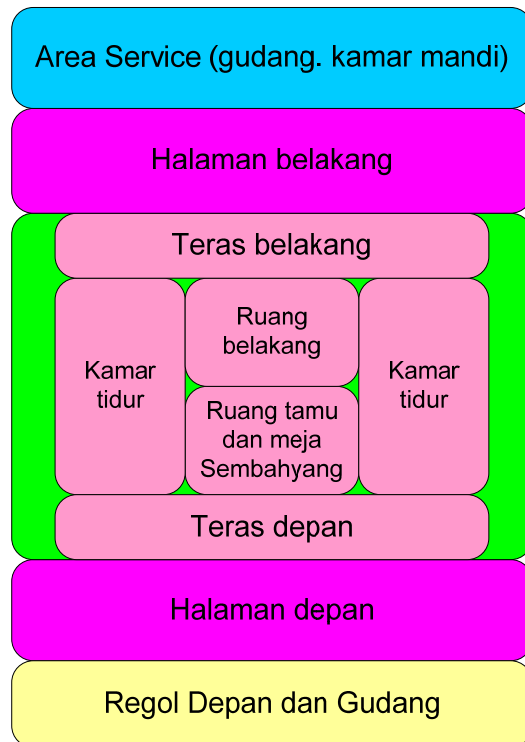 Area Service (gudang. kamar mandi)
Halaman belakang
Teras belakang
Kamar
tidur
Ruang
belakang
Kamar
tidur
Ruang tamu
dan meja
Sembahyang
Teras depan
Halaman depan
Regol Depan dan Gudang